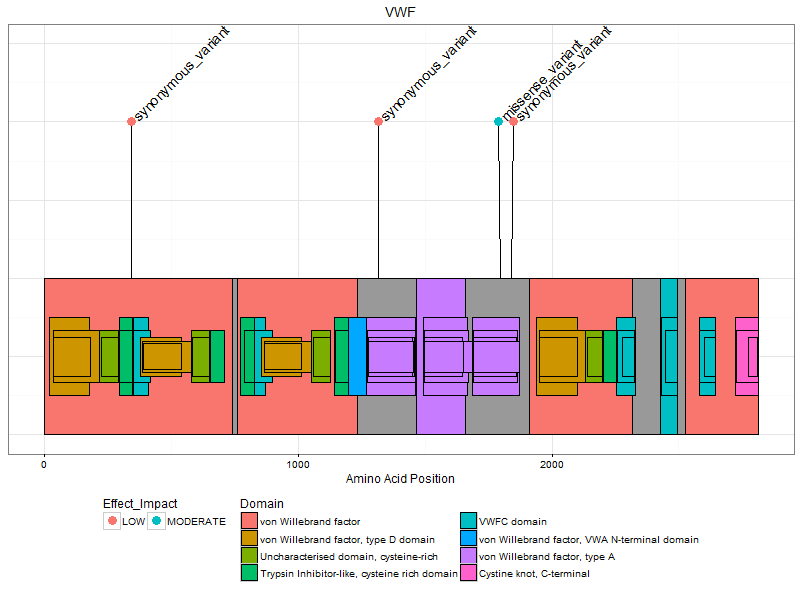 VWF
synonymous_variant
synonymous_variant
missense_variant
synonymous_variant
0
1000
2000
Amino Acid Position
Effect_Impact
LOW
MODERATE
Domain
von Willebrand factor
von Willebrand factor, type D domain
Uncharacterised domain, cysteine-rich
Trypsin Inhibitor-like, cysteine rich domain
VWFC domain
von Willebrand factor, VWA N-terminal domain
von Willebrand factor, type A
Cystine knot, C-terminal